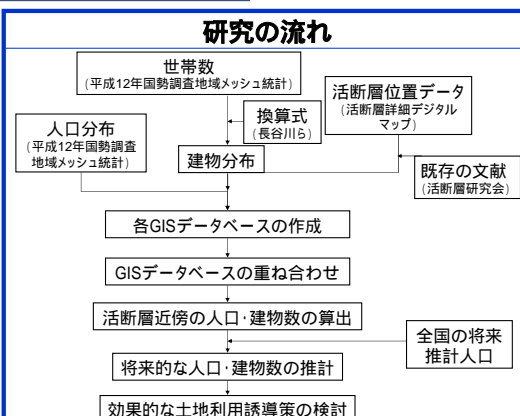 研究の流れ
世帯数
(平成12年国勢調査地域メッシュ統計)
活断層位置データ
(活断層詳細デジタル
マップ)
換算式
(長谷川ら)
人口分布
(平成12年国勢調査
地域メッシュ統計)
建物分布
既存の文献
(活断層研究会)
各GISデータベースの作成
GISデータベースの重ね合わせ
活断層近傍の人口・建物数の算出
全国の将来
推計人口
将来的な人口・建物数の推計
効果的な土地利用誘導策の検討